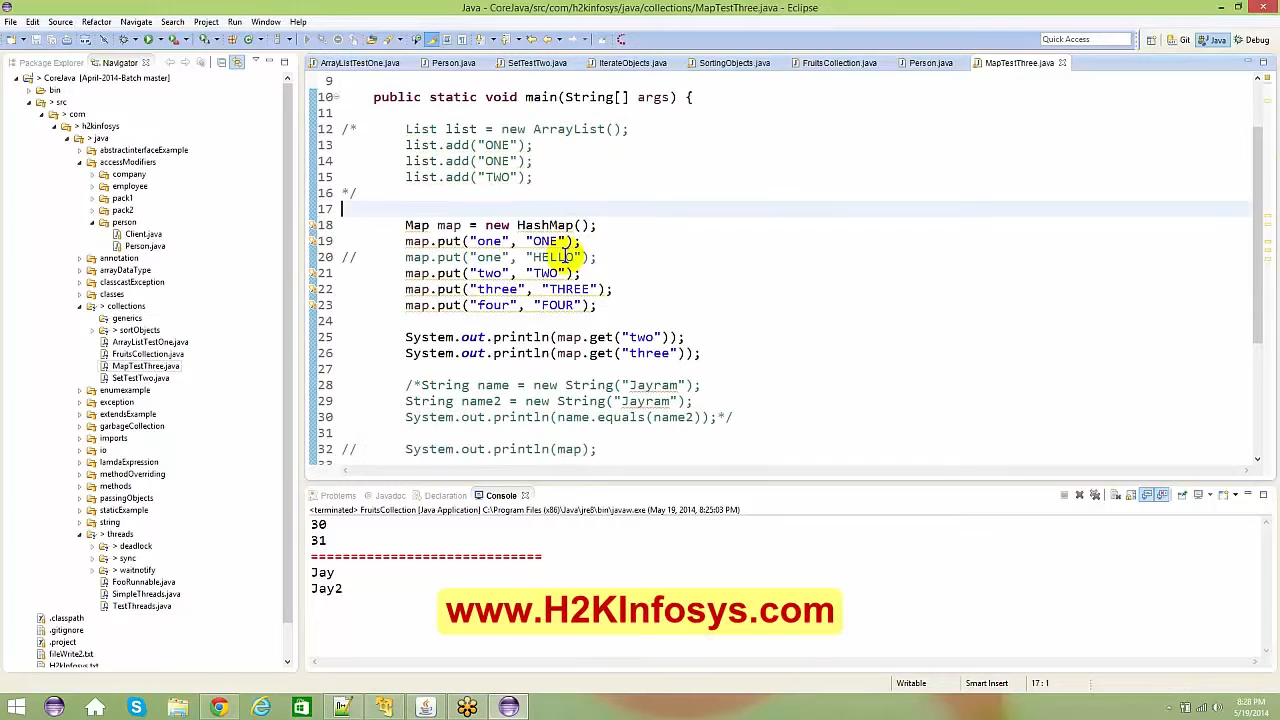 Java - CoreJava/src/com/h2kinfosys/java/collections/MapTestThree.java - Eclipse
File Edit Source Refactor Navigate Search Project Run Window Help
Quick Access Git Java Debug
Package Explorer Navigator
ArrayListTestOne.java Person.java SetTestTwo.java IterateObjects.java SortingObjects.java FruitsCollection.java Person.java MapTestThree.java
> CoreJava [April-2014-Batch master]
bin
> src
> com
> h2kinfosys
> java
abstractinterfaceExample
accessModifiers
company
employee
pack1
pack2
person
Client.java
Person.java
annotation
arrayDataType
classcastException
classes
> collections
generics
> sortObjects
ArrayListTestOne.java
FruitsCollection.java
MapTestThree.java
SetTestTwo.java
enumexample
exception
extendsExample
garbageCollection
imports
io
lamdaExpression
methodOverriding
methods
passingObjects
staticExample
string
> threads
> deadlock
> sync
> waitnotify
FooRunnable.java
SimpleThreads.java
TestThreads.java
.classpath
.gitignore
.project
fileWrite2.txt
H2Kinfosys.txt
9
10 public static void main(String[] args) {
11
12 /* List list = new ArrayList();
13 list.add("ONE");
14 list.add("ONE");
15 list.add("TWO");
16 */
17
18 Map map = new HashMap();
19 map.put("one", "ONE");
20 // map.put("one", "HELLO");
21 map.put("two", "TWO");
22 map.put("three", "THREE");
23 map.put("four", "FOUR");
24
25 System.out.println(map.get("two"));
26 System.out.println(map.get("three"));
27
28 /*String name = new String("Jayram");
29 String name2 = new String("Jayram");
30 System.out.println(name.equals(name2));*/
31
32 // System.out.println(map);
Problems Javadoc Declaration Console
<terminated> FruitsCollection [Java Application] C:\Program Files (x86)\Java\jre8\bin\javaw.exe (May 19, 2014, 8:25:03 PM)
30
31
============================
Jay
Jay2
www.H2KInfosys.com
Writable Smart Insert 17 : 1
8:28 PM
5/19/2014